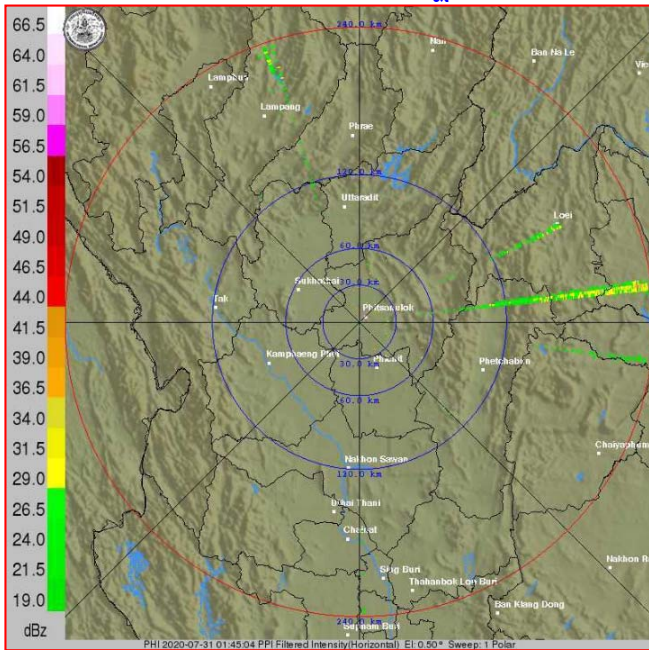 66.5
64.0
61.5
59.0
56.5
54.0
51.5
49.0
46.5
44.0
41.5
39.0
36.5
34.0
31.5
29.0
26.5
24.0
21.5
19.0
dBz
240.0 km
Nan
Ban Na Le
Lamphun
Lampang
Phrae
120.0 km
Uttaradit
Loei
60.0 km
Sukhothai
Tak
Phitsanulok
Kamphaeng Phet
Phichit
Phetchabun
30.0 km
60.0 km
Nakhon Sawan
120.0 km
Chaiyaphum
Uthai Thani
Chainat
Sing Buri
Thahanbok Lop Buri
Ban Klang Dong
240.0 km
Suphan Buri
PHI 2020-07-31 01:45:04 PPI Filtered Intensity(Horizontal) El: 0.50° Sweep: 1 Polar